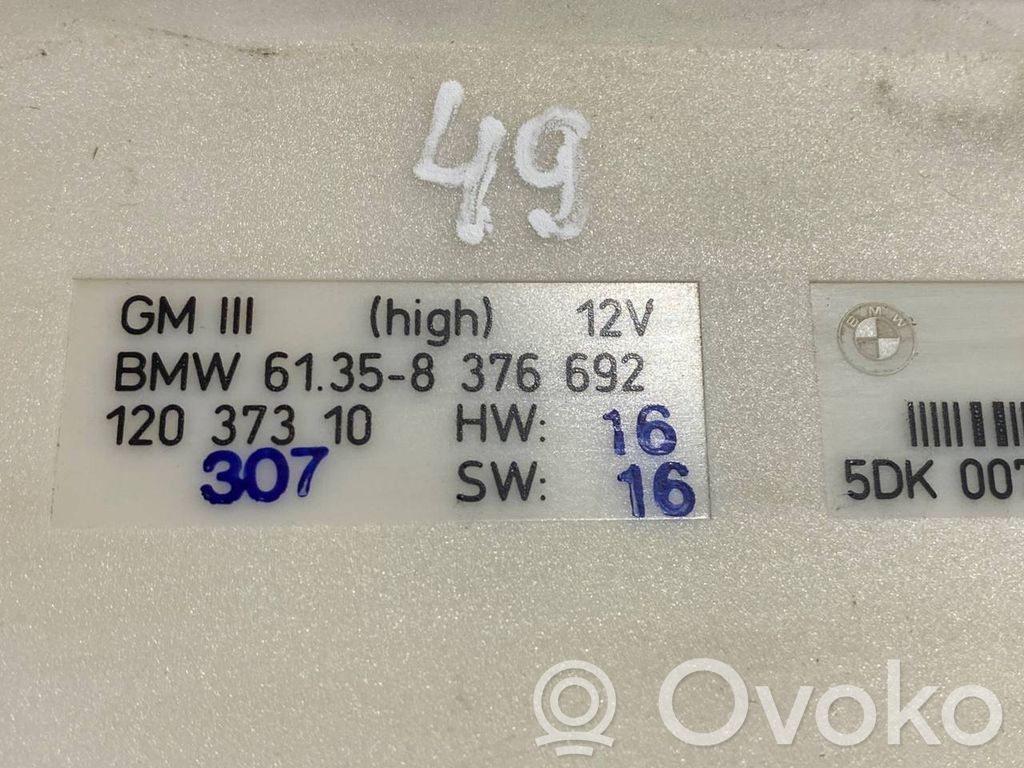 49
GM III (high) 12V
BMW 61.35-8 376 692
120 373 10 HW: 16
307 SW: 16
BMW
5DK 007
Ovoko